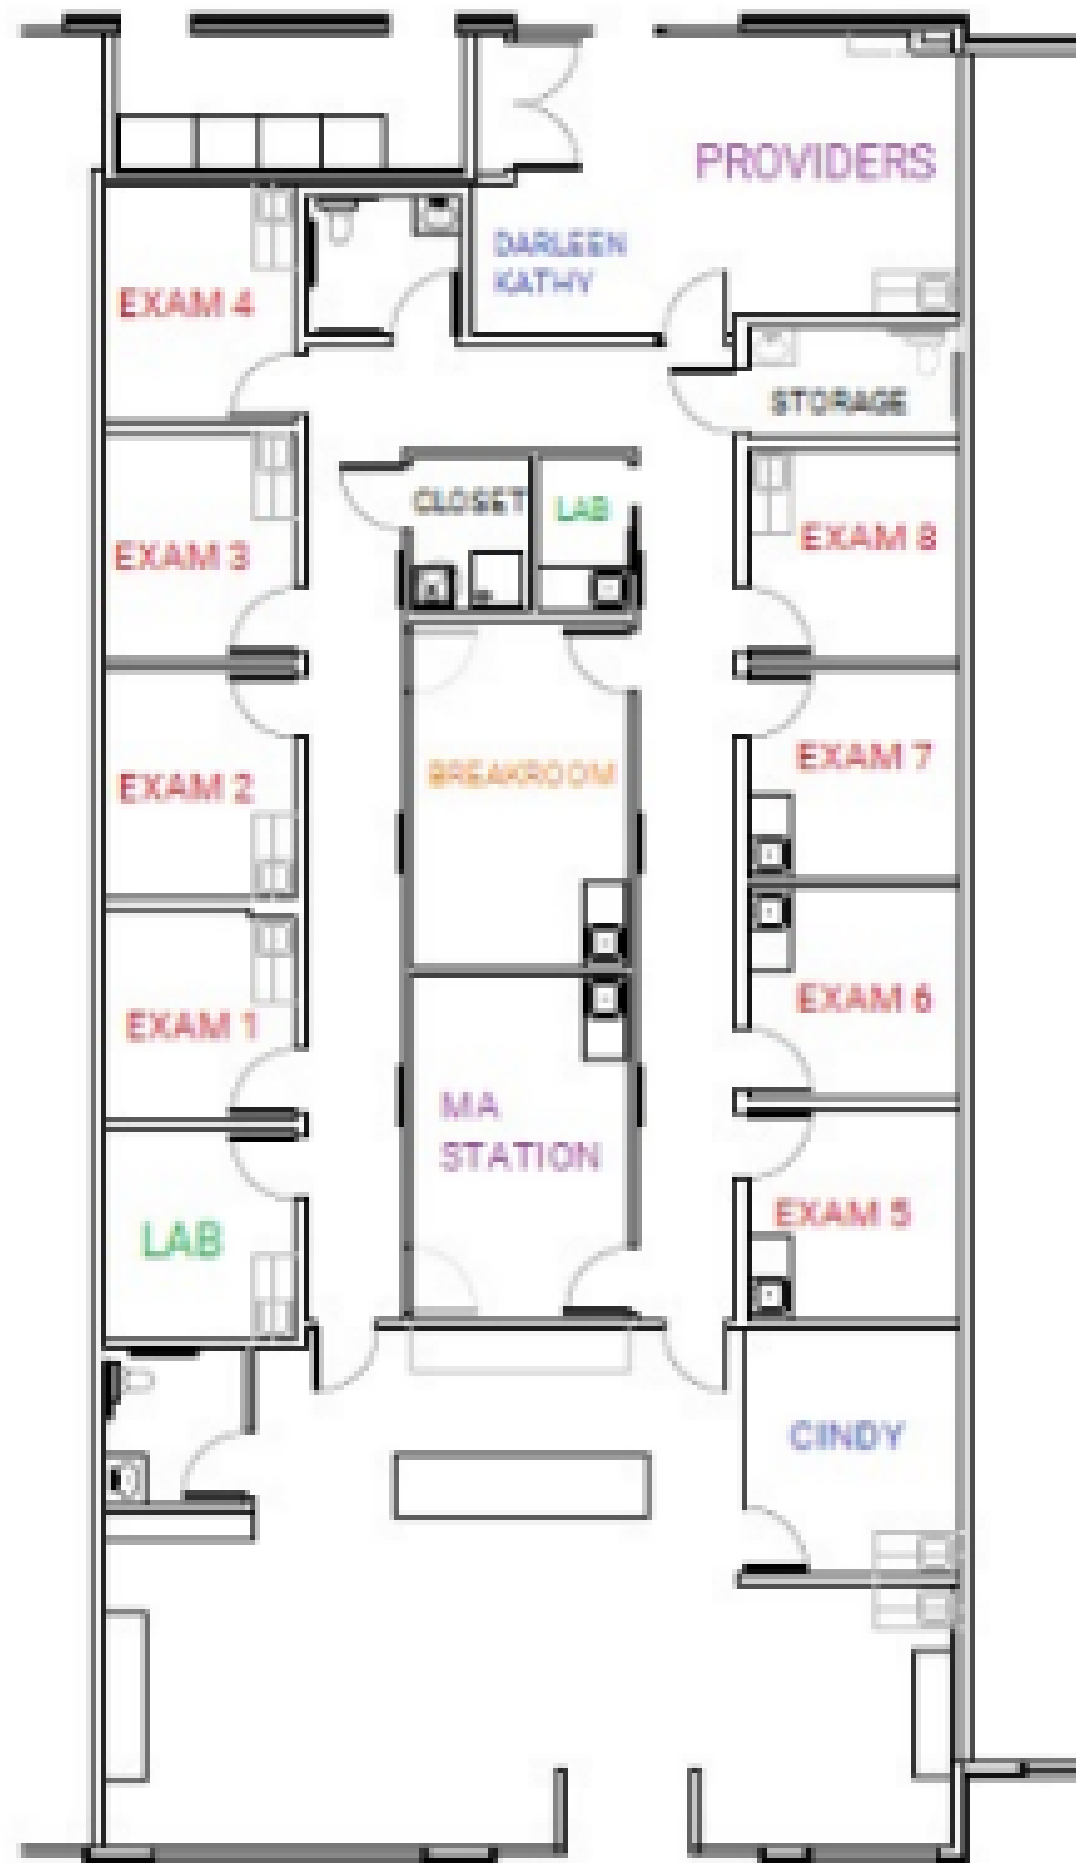 PROVIDERS
DARLEEN
KATHY
EXAM 4
STORAGE
CLOSET
LAB
EXAM 3
EXAM 8
EXAM 2
BREAKROOM
EXAM 7
EXAM 1
EXAM 6
MA
STATION
LAB
EXAM 5
CINDY